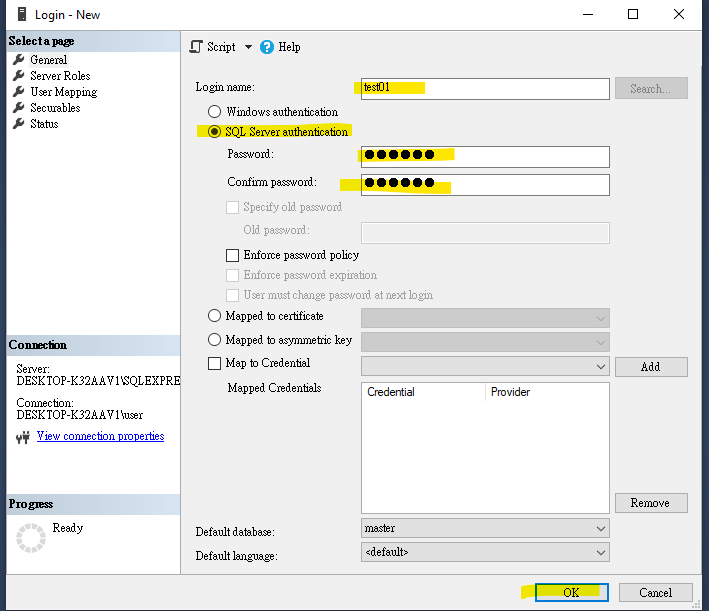 Login - New
Select a page
General
Server Roles
User Mapping
Securables
Status
Connection
Server:
DESKTOP-K32AAV1\SQLEXPRE
Connection:
DESKTOP-K32AAV1\user
View connection properties
Progress
Ready
Script Help
Login name: test01 Search...
Windows authentication
SQL Server authentication
Password: ●●●●●●
Confirm password: ●●●●●●
Specify old password
Old password:
Enforce password policy
Enforce password expiration
User must change password at next login
Mapped to certificate
Mapped to asymmetric key
Map to Credential Add
Mapped Credentials Credential Provider
Remove
Default database: master
Default language: <default>
OK Cancel